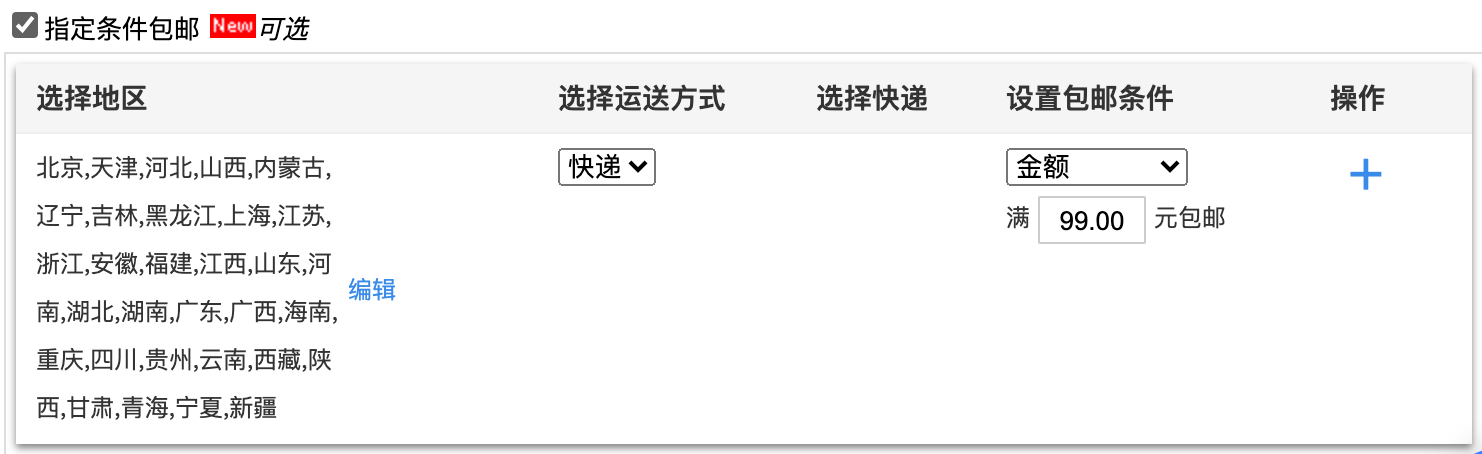 指定条件包邮 New 可选
选择地区 选择运送方式 选择快递 设置包邮条件 操作
北京,天津,河北,山西,内蒙古,
辽宁,吉林,黑龙江,上海,江苏,
浙江,安徽,福建,江西,山东,河
南,湖北,湖南,广东,广西,海南,
重庆,四川,贵州,云南,西藏,陕
西,甘肃,青海,宁夏,新疆
编辑
快递
金额
满 99.00 元包邮
+